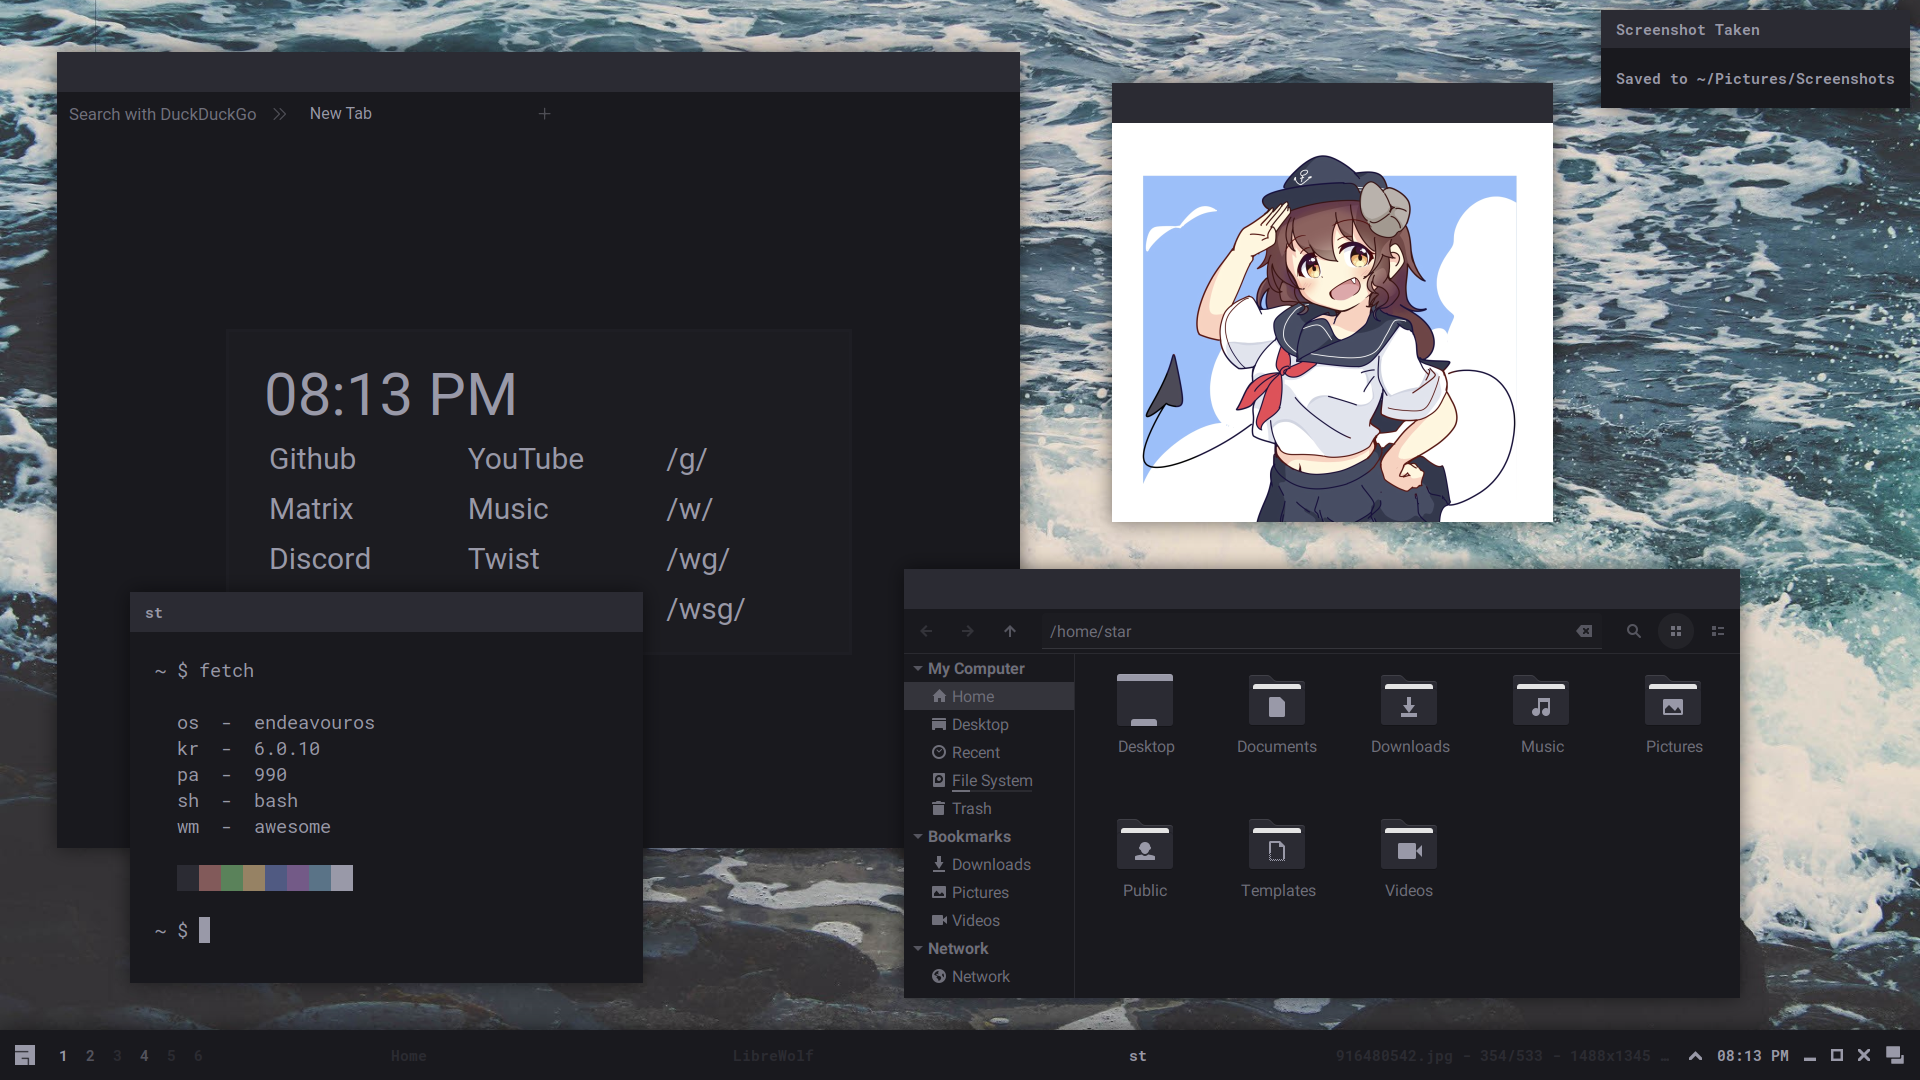 Screenshot Taken
Saved to ~/Pictures/Screenshots
Search with DuckDuckGo New Tab
08:13 PM
Github YouTube /g/
Matrix Music /w/
Discord Twist /wg/
/wsg/
st
~ $ fetch
os - endeavouros
kr - 6.0.10
pa - 990
sh - bash
wm - awesome
~ $
/home/star
My Computer
Home
Desktop
Recent
File System
Trash
Bookmarks
Downloads
Pictures
Videos
Network
Network
Desktop Documents Downloads Music Pictures
Public Templates Videos
1 2 3 4 5 6 Home LibreWolf st 916480542.jpg - 354/533 - 1488x1345 … 08:13 PM